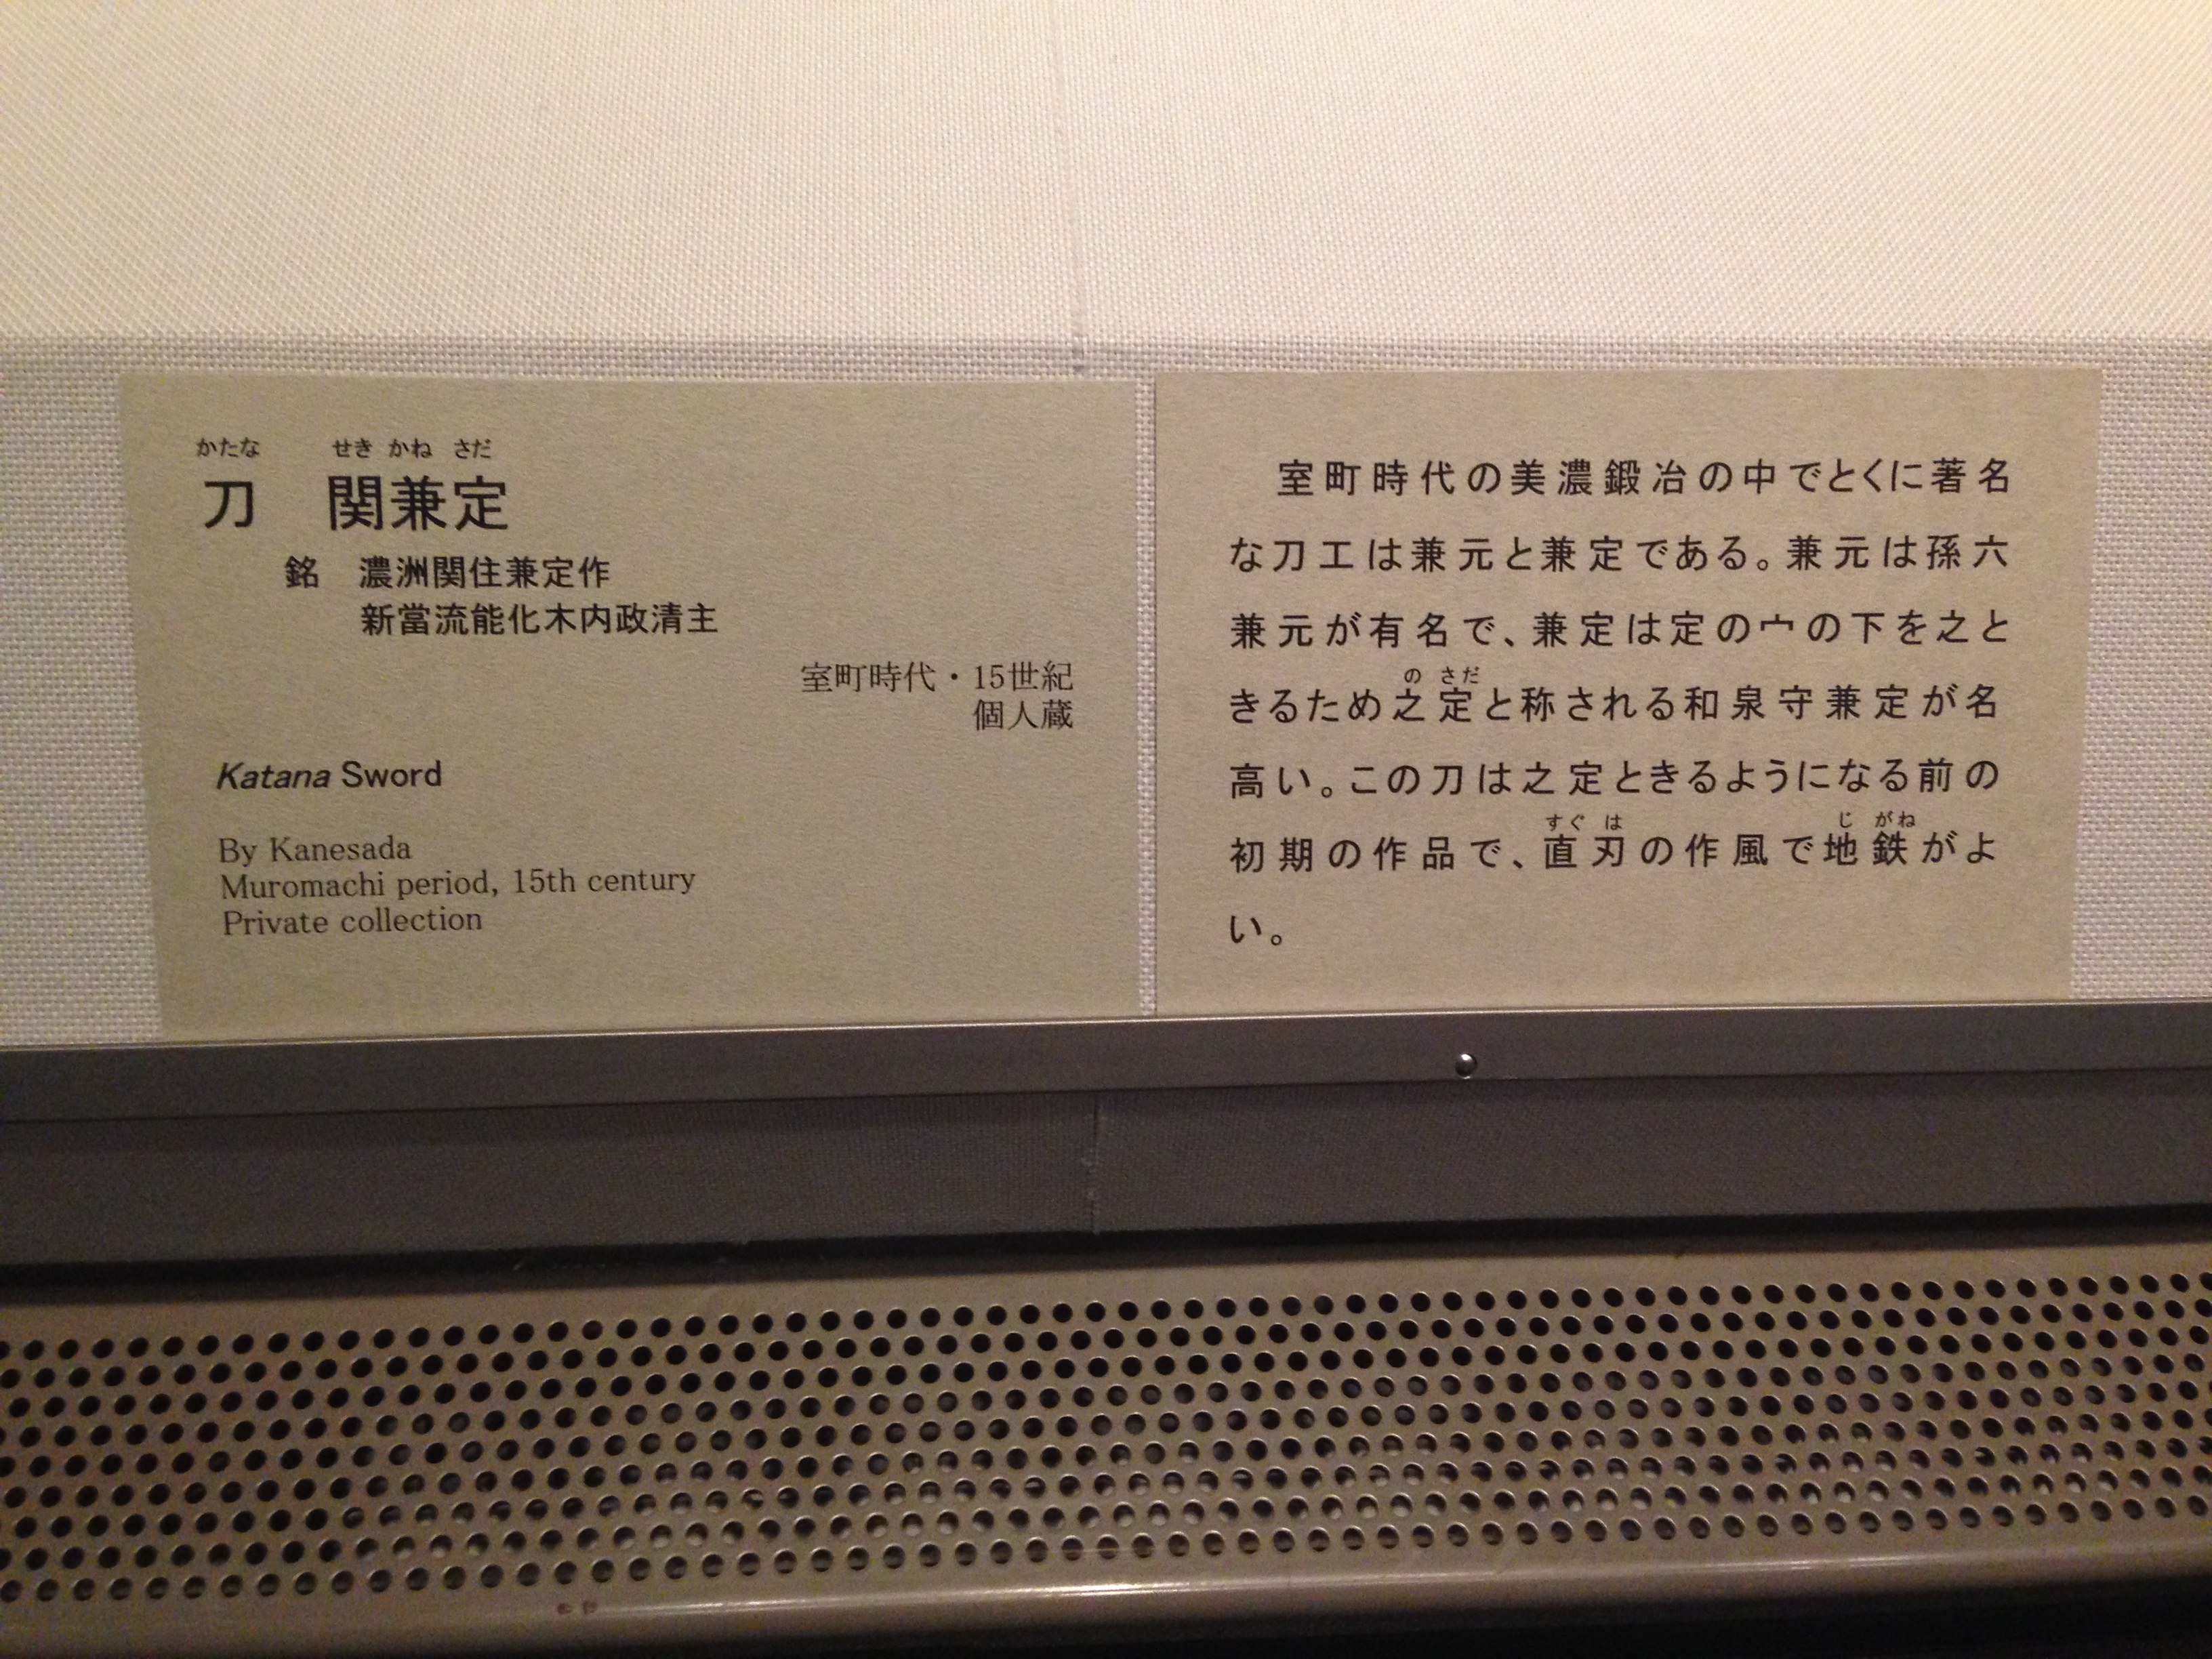 かたな せき かね さだ
刀 関兼定
銘 濃洲関住兼定作
新當流能化木内政清主
室町時代・15世紀
個人蔵
Katana Sword
By Kanesada
Muromachi period, 15th century
Private collection
室町時代の美濃鍛冶の中でとくに著名
な刀工は兼元と兼定である。兼元は孫六
兼元が有名で、兼定は定の宀の下を之と
の さだ
きるため之定と称される和泉守兼定が名
高い。この刀は之定ときるようになる前の
すぐ は じ がね
初期の作品で、直刃の作風で地鉄がよ
い。